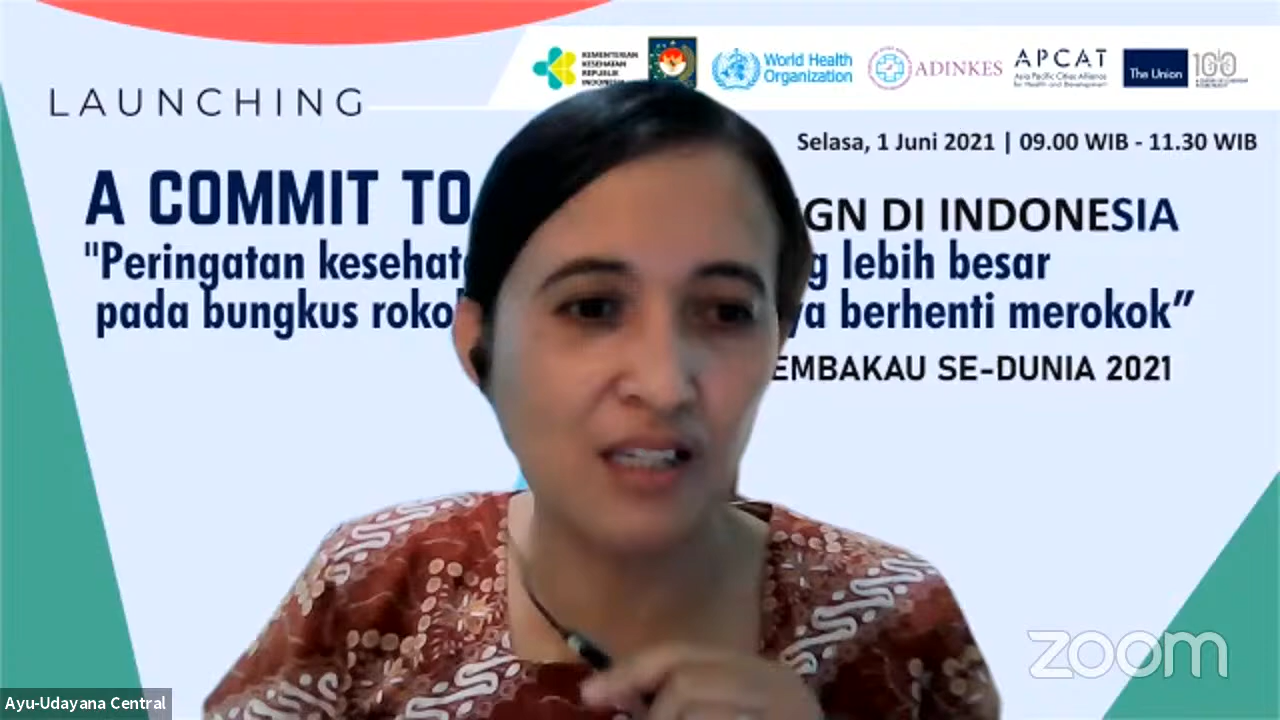 KEMENTERIAN
KESEHATAN
REPUBLIK
INDONESIA
World Health
Organization
ADINKES
APCAT
Asia Pacific Cities Alliance
for Health and Development
The Union
100
LAUNCHING
Selasa, 1 Juni 2021 | 09.00 WIB - 11.30 WIB
A COMMIT TO IGN DI INDONESIA
"Peringatan kesehat g lebih besar
pada bungkus roko ya berhenti merokok”
EMBAKAU SE-DUNIA 2021
zoom
Ayu-Udayana Central